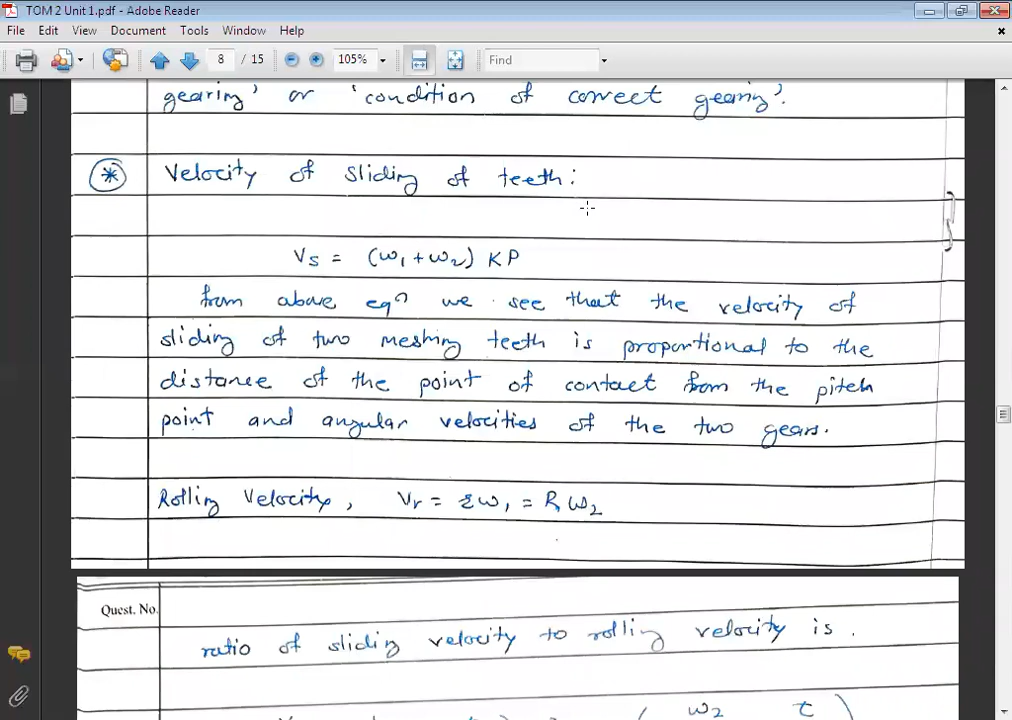 TOM 2 Unit 1.pdf - Adobe Reader
File Edit View Document Tools Window Help
8 / 15 105% Find
gearing' or 'condition of correct gearing'.
* Velocity of sliding of teeth:
Vs = (ω1 + ω2) KP
from above eqn we see that the velocity of
sliding of two meshing teeth is proportional to the
distance of the point of contact from the pitch
point and angular velocities of the two gears.
Rolling Velocity, Vr = rω1 = Rω2
Quest. No.
ratio of sliding velocity to rolling velocity is.
ω2 t